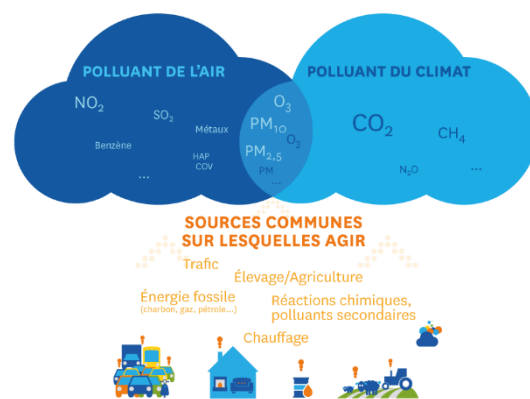 POLLUANT DE L'AIR
POLLUANT DU CLIMAT
NO₂
SO₂
Métaux
Benzène
HAP
COV
...
O₃
PM₁₀
O₃
PM₂,₅
PM
...
CO₂
CH₄
N₂O
...
SOURCES COMMUNES
SUR LESQUELLES AGIR
Trafic
Élevage/Agriculture
Énergie fossile
(charbon, gaz, pétrole...)
Réactions chimiques,
polluants secondaires
Chauffage